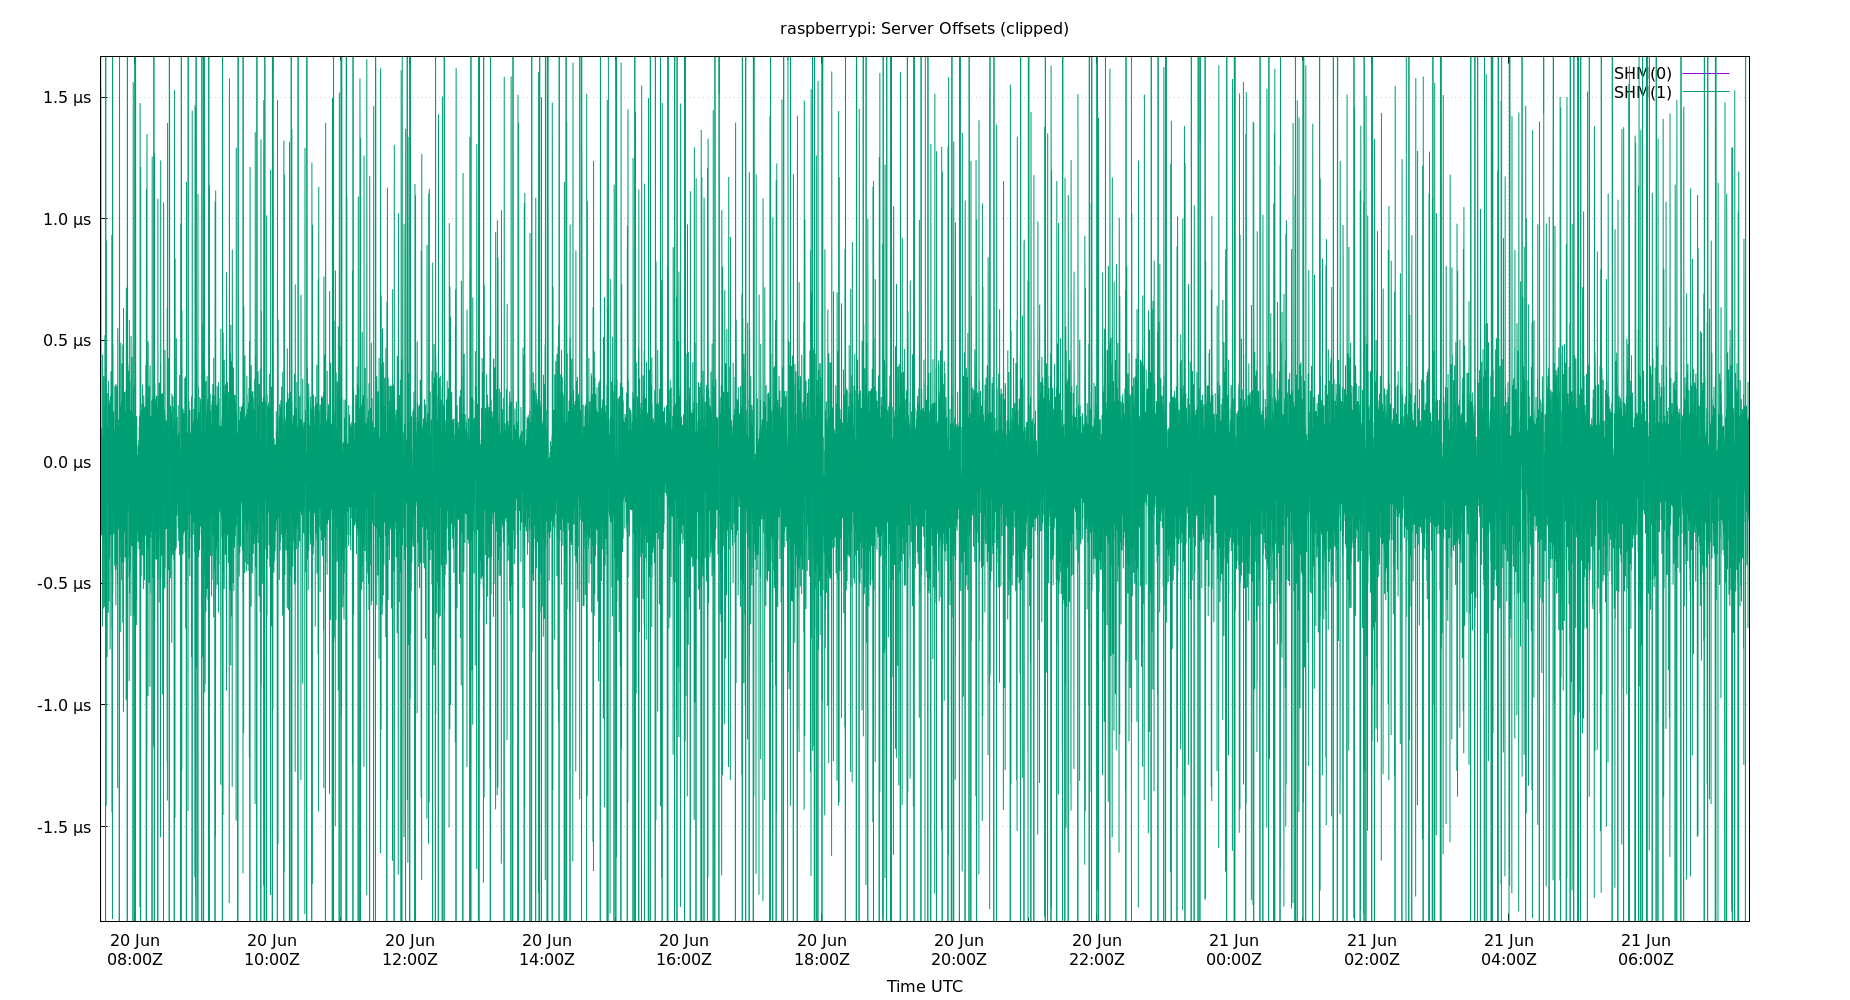 raspberrypi: Server Offsets (clipped)
SHM(0)
SHM(1)
1.5 µs
1.0 µs
0.5 µs
0.0 µs
-0.5 µs
-1.0 µs
-1.5 µs
20 Jun 20 Jun 20 Jun 20 Jun 20 Jun 20 Jun 20 Jun 20 Jun 21 Jun 21 Jun 21 Jun 21 Jun
08:00Z 10:00Z 12:00Z 14:00Z 16:00Z 18:00Z 20:00Z 22:00Z 00:00Z 02:00Z 04:00Z 06:00Z
Time UTC